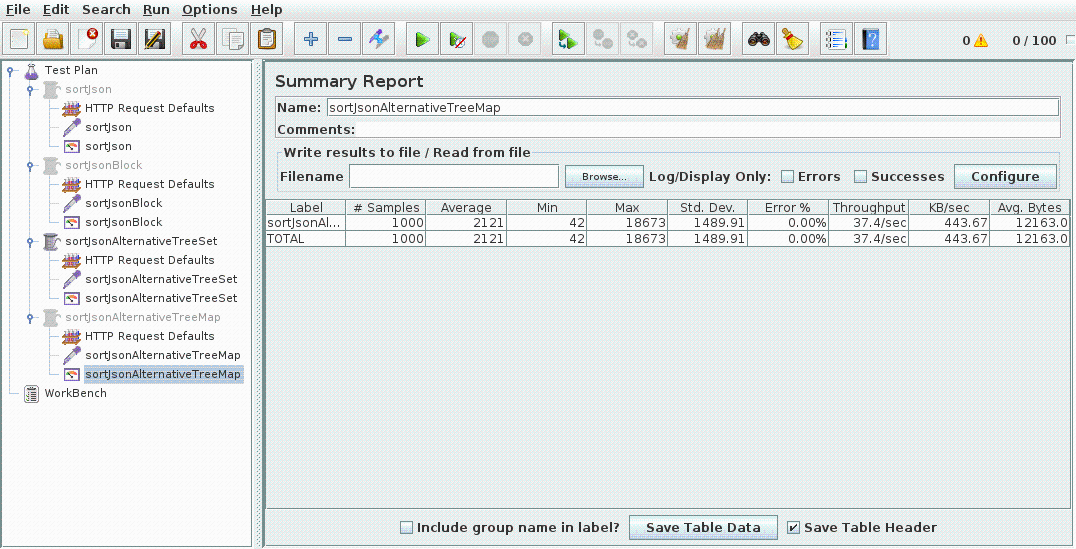 File Edit Search Run Options Help
0 0 / 100
Test Plan
sortJson
HTTP Request Defaults
sortJson
sortJson
sortJsonBlock
HTTP Request Defaults
sortJsonBlock
sortJsonBlock
sortJsonAlternativeTreeSet
HTTP Request Defaults
sortJsonAlternativeTreeSet
sortJsonAlternativeTreeSet
sortJsonAlternativeTreeMap
HTTP Request Defaults
sortJsonAlternativeTreeMap
sortJsonAlternativeTreeMap
WorkBench
Summary Report
Name: sortJsonAlternativeTreeMap
Comments:
Write results to file / Read from file
Filename Browse... Log/Display Only: Errors Successes Configure
Label # Samples Average Min Max Std. Dev. Error % Throughput KB/sec Avg. Bytes
sortJsonAl... 1000 2121 42 18673 1489.91 0.00% 37.4/sec 443.67 12163.0
TOTAL 1000 2121 42 18673 1489.91 0.00% 37.4/sec 443.67 12163.0
Include group name in label? Save Table Data Save Table Header